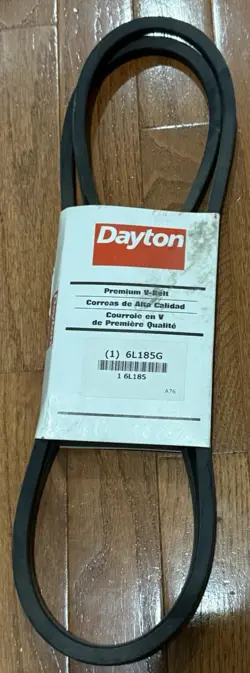 Dayton
Premium V-Belt
Correas de Alta Calidad
Courroie en V
de Première Qualité
(1) 6L185G
1 6L185
A76